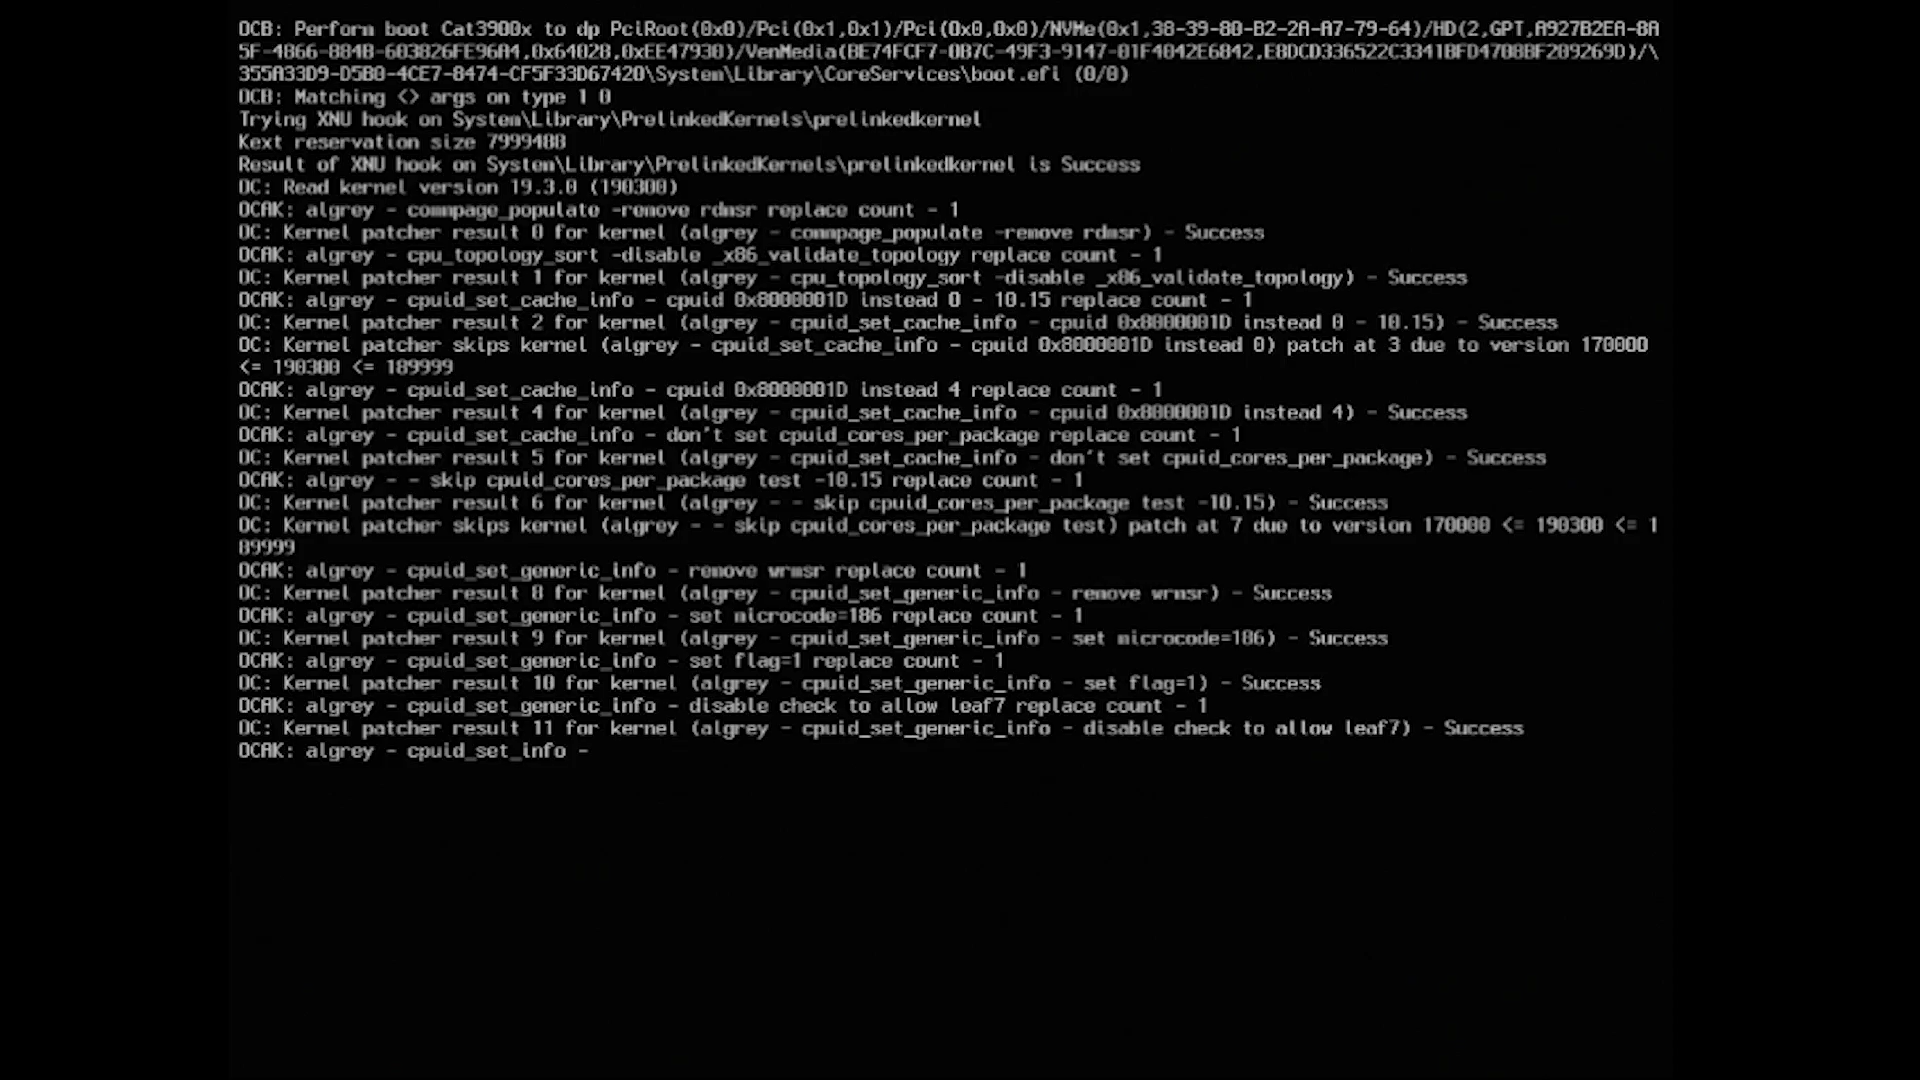 OCB: Perform boot Cat3900x to dp PciRoot(0x0)/Pci(0x1,0x1)/Pci(0x0,0x0)/NVMe(0x1,38-39-80-B2-2A-A7-79-64)/HD(2,GPT,A927B2EA-8A
5F-4866-884B-603826FE96A4,0x64028,0xEE47930)/VenMedia(BE74FCF7-0B7C-49F3-9147-01F4042E6842,E8DCD336522C3341BFD4708BF209269D)/\
355A33D9-D5B0-4CE7-8474-CF5F33D67420\System\Library\CoreServices\boot.efi (0/0)
OCB: Matching <> args on type 1 0
Trying XNU hook on System\Library\PrelinkedKernels\prelinkedkernel
Kext reservation size 7999488
Result of XNU hook on System\Library\PrelinkedKernels\prelinkedkernel is Success
OC: Read kernel version 19.3.0 (190300)
OCAK: algrey - commpage_populate -remove rdmsr replace count - 1
OC: Kernel patcher result 0 for kernel (algrey - commpage_populate -remove rdmsr) - Success
OCAK: algrey - cpu_topology_sort -disable _x86_validate_topology replace count - 1
OC: Kernel patcher result 1 for kernel (algrey - cpu_topology_sort -disable _x86_validate_topology) - Success
OCAK: algrey - cpuid_set_cache_info - cpuid 0x8000001D instead 0 - 10.15 replace count - 1
OC: Kernel patcher result 2 for kernel (algrey - cpuid_set_cache_info - cpuid 0x8000001D instead 0 - 10.15) - Success
OC: Kernel patcher skips kernel (algrey - cpuid_set_cache_info - cpuid 0x8000001D instead 0) patch at 3 due to version 170000
<= 190300 <= 189999
OCAK: algrey - cpuid_set_cache_info - cpuid 0x8000001D instead 4 replace count - 1
OC: Kernel patcher result 4 for kernel (algrey - cpuid_set_cache_info - cpuid 0x8000001D instead 4) - Success
OCAK: algrey - cpuid_set_cache_info - don't set cpuid_cores_per_package replace count - 1
OC: Kernel patcher result 5 for kernel (algrey - cpuid_set_cache_info - don't set cpuid_cores_per_package) - Success
OCAK: algrey - - skip cpuid_cores_per_package test -10.15 replace count - 1
OC: Kernel patcher result 6 for kernel (algrey - - skip cpuid_cores_per_package test -10.15) - Success
OC: Kernel patcher skips kernel (algrey - - skip cpuid_cores_per_package test) patch at 7 due to version 170000 <= 190300 <= 1
89999
OCAK: algrey - cpuid_set_generic_info - remove wrmsr replace count - 1
OC: Kernel patcher result 8 for kernel (algrey - cpuid_set_generic_info - remove wrmsr) - Success
OCAK: algrey - cpuid_set_generic_info - set microcode=186 replace count - 1
OC: Kernel patcher result 9 for kernel (algrey - cpuid_set_generic_info - set microcode=186) - Success
OCAK: algrey - cpuid_set_generic_info - set flag=1 replace count - 1
OC: Kernel patcher result 10 for kernel (algrey - cpuid_set_generic_info - set flag=1) - Success
OCAK: algrey - cpuid_set_generic_info - disable check to allow leaf7 replace count - 1
OC: Kernel patcher result 11 for kernel (algrey - cpuid_set_generic_info - disable check to allow leaf7) - Success
OCAK: algrey - cpuid_set_info -